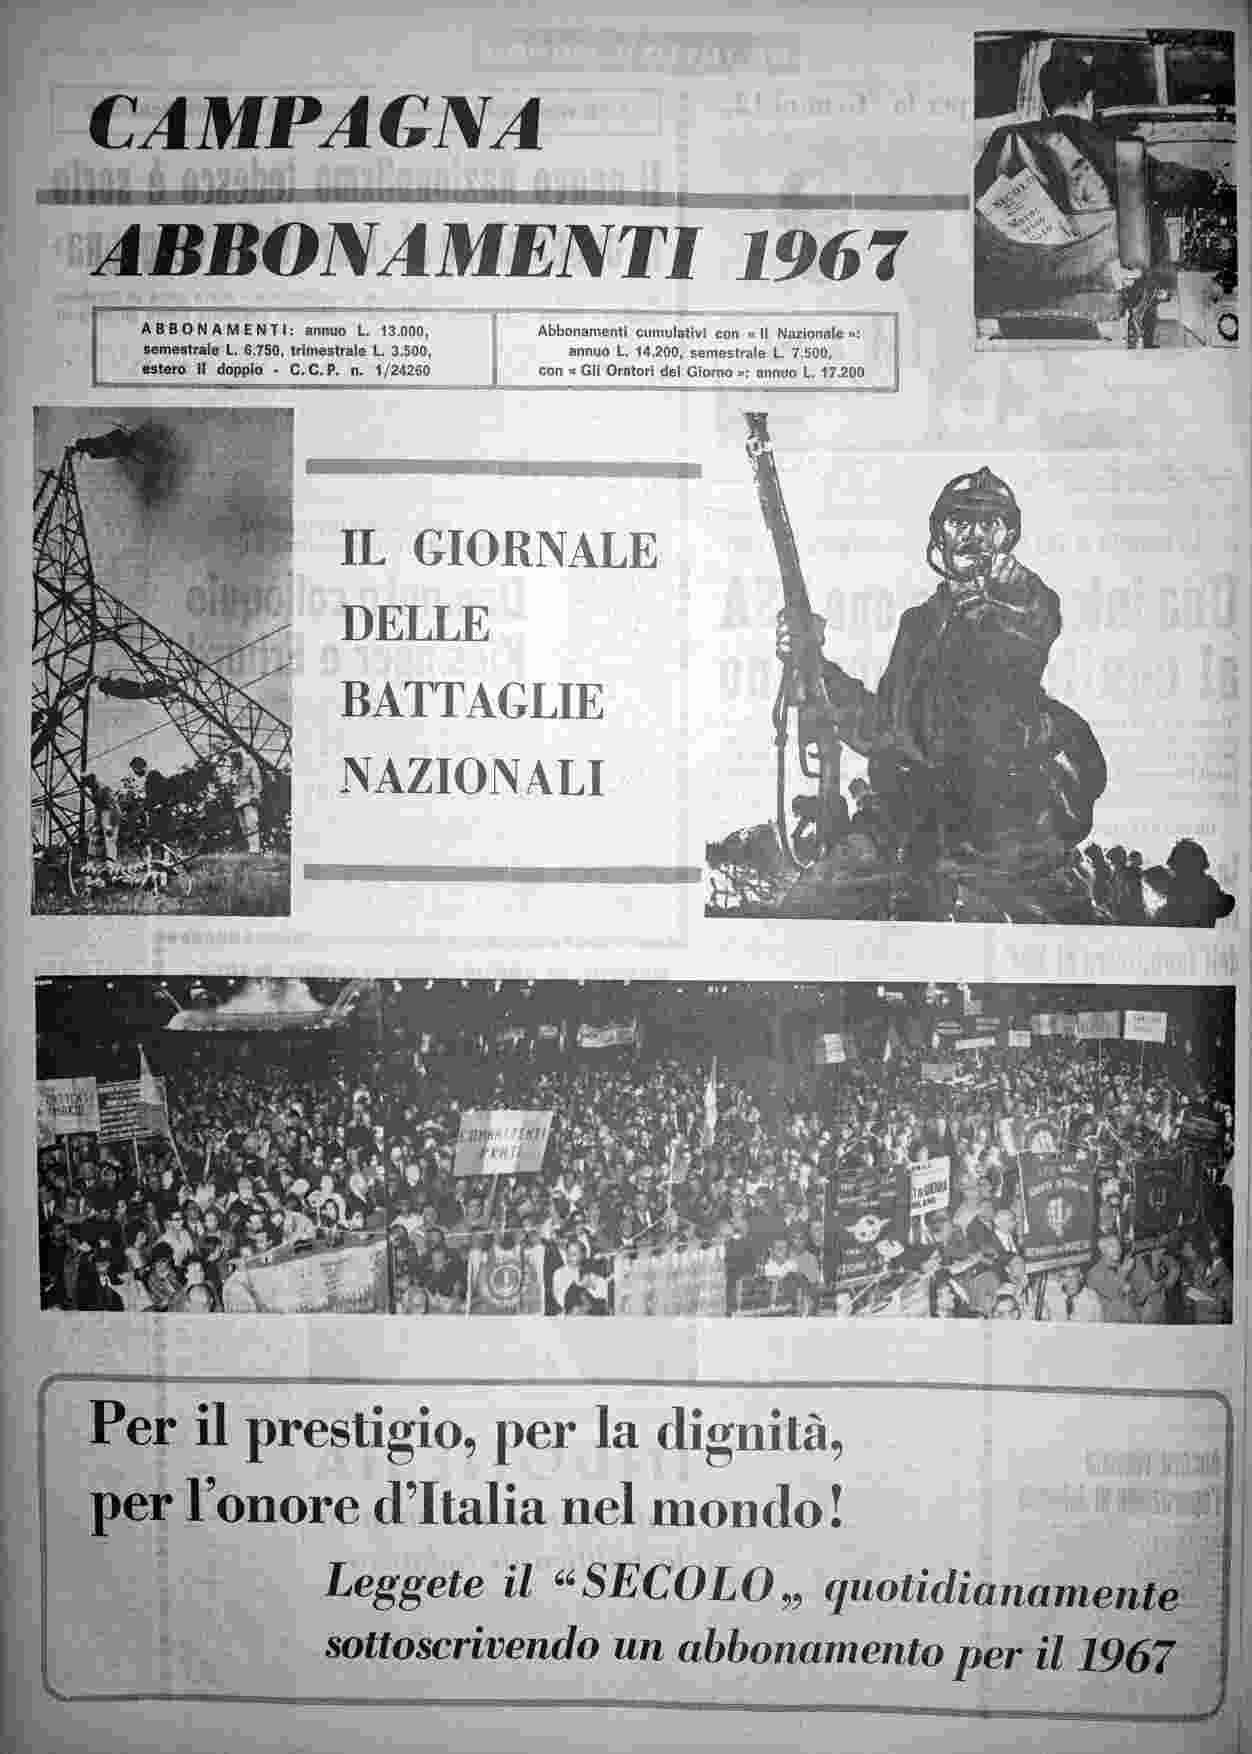 CAMPAGNA
ABBONAMENTI 1967
ABBONAMENTI: annuo L. 13.000,
semestrale L. 6.750, trimestrale L. 3.500,
estero il doppio - C.C.P. n. 1/24260
Abbonamenti cumulativi con « Il Nazionale »:
annuo L. 14.200, semestrale L. 7.500,
con « Gli Oratori del Giorno »: annuo L. 17.200
SECOLO
IL GIORNALE
DELLE
BATTAGLIE
NAZIONALI
COMBATTENTI
PRATI
Per il prestigio, per la dignità,
per l'onore d'Italia nel mondo!
Leggete il “SECOLO„ quotidianamente
sottoscrivendo un abbonamento per il 1967